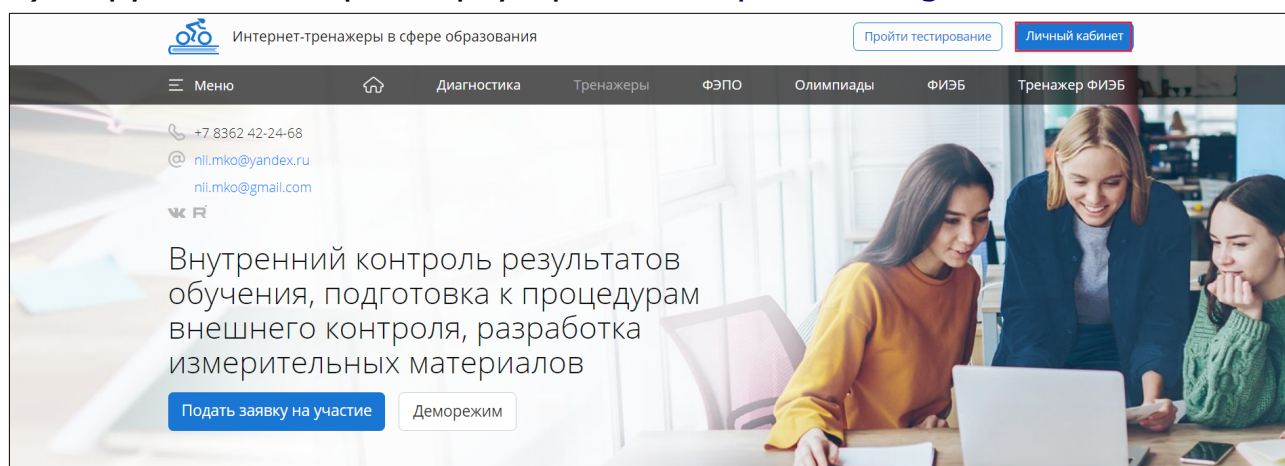 Интернет-тренажеры в сфере образования
Пройти тестирование
Личный кабинет
Меню
Диагностика
Тренажеры
ФЭПО
Олимпиады
ФИЭБ
Тренажер ФИЭБ
+7 8362 42-24-68
nii.mko@yandex.ru
nii.mko@gmail.com
Внутренний контроль результатов
обучения, подготовка к процедурам
внешнего контроля, разработка
измерительных материалов
Подать заявку на участие
Деморежим